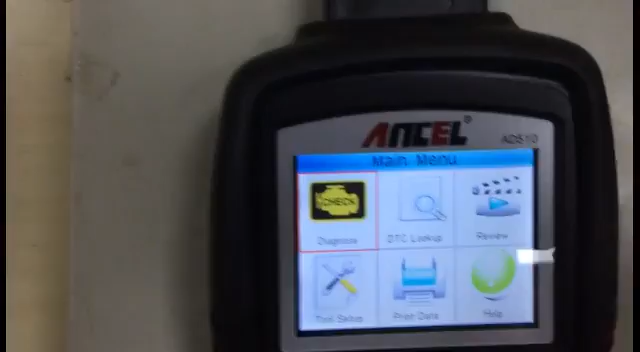 ANCEL®
AD510
Main Menu
CHECK
Diagnose
DTC Lookup
Review
Tool Setup
Print Data
Help